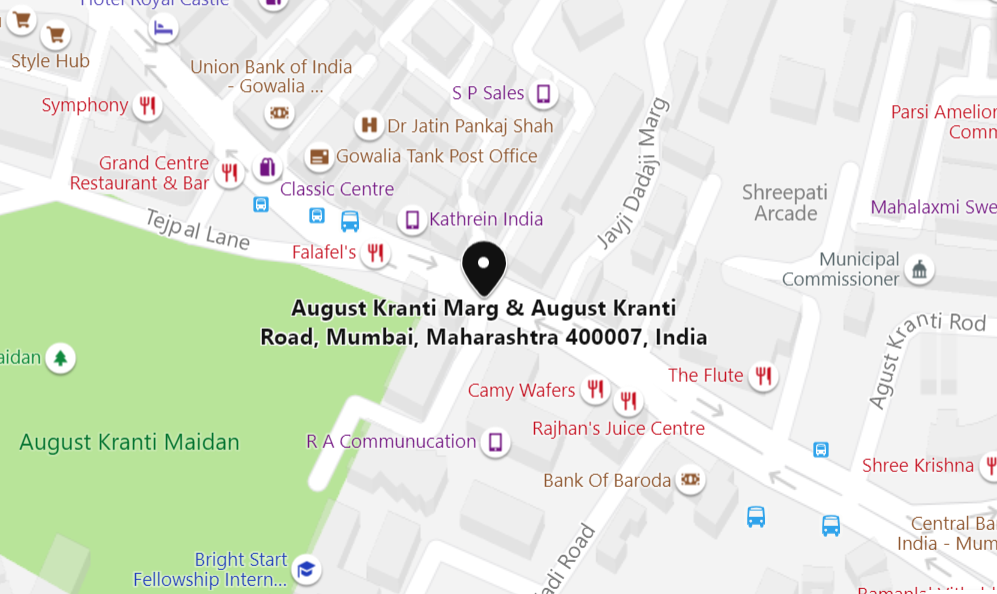 Hotel Royal Castle
Style Hub
Union Bank of India
- Gowalia ...
Symphony
S P Sales
Dr Jatin Pankaj Shah
Gowalia Tank Post Office
Grand Centre
Restaurant & Bar
Classic Centre
Kathrein India
Tejpal Lane
Falafel's
Javji Dadaji Marg
Parsi Amelior
Comm
Shreepati
Arcade
Mahalaxmi Swe
Municipal
Commissioner
August Kranti Marg & August Kranti
Road, Mumbai, Maharashtra 400007, India
Agust Kranti Rod
aidan
The Flute
Camy Wafers
Rajhan's Juice Centre
August Kranti Maidan
R A Communucation
Bank Of Baroda
Shree Krishna
Central Ba
India - Mum
adi Road
Bright Start
Fellowship Intern...